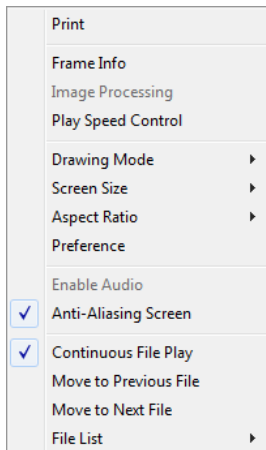 Print
Frame Info
Image Processing
Play Speed Control
Drawing Mode
Screen Size
Aspect Ratio
Preference
Enable Audio
Anti-Aliasing Screen
Continuous File Play
Move to Previous File
Move to Next File
File List